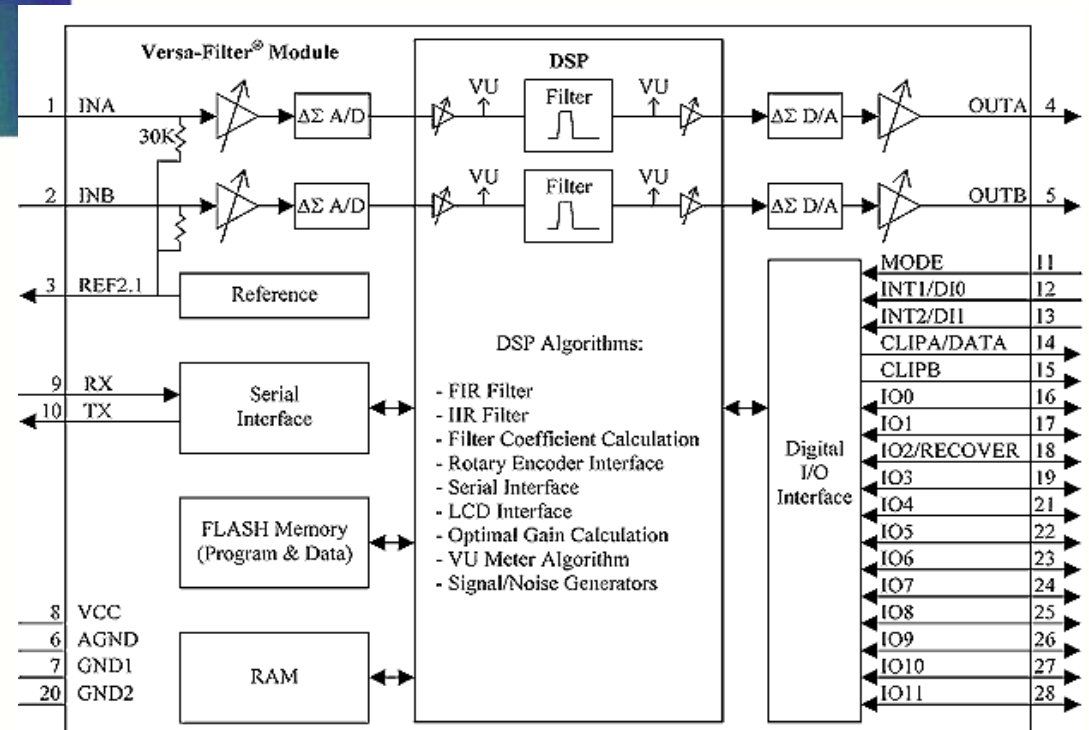 Versa-Filter® Module
DSP
1 INA
30K
ΔΣ A/D
VU
Filter
VU
ΔΣ D/A
OUTA 4
2 INB
ΔΣ A/D
VU
Filter
VU
ΔΣ D/A
OUTB 5
3 REF2.1
Reference
9 RX
10 TX
Serial
Interface
FLASH Memory
(Program & Data)
8 VCC
6 AGND
7 GND1
20 GND2
RAM
DSP Algorithms:
- FIR Filter
- IIR Filter
- Filter Coefficient Calculation
- Rotary Encoder Interface
- Serial Interface
- LCD Interface
- Optimal Gain Calculation
- VU Meter Algorithm
- Signal/Noise Generators
Digital
I/O
Interface
MODE 11
INT1/DI0 12
INT2/DI1 13
CLIPA/DATA 14
CLIPB 15
IO0 16
IO1 17
IO2/RECOVER 18
IO3 19
IO4 21
IO5 22
IO6 23
IO7 24
IO8 25
IO9 26
IO10 27
IO11 28